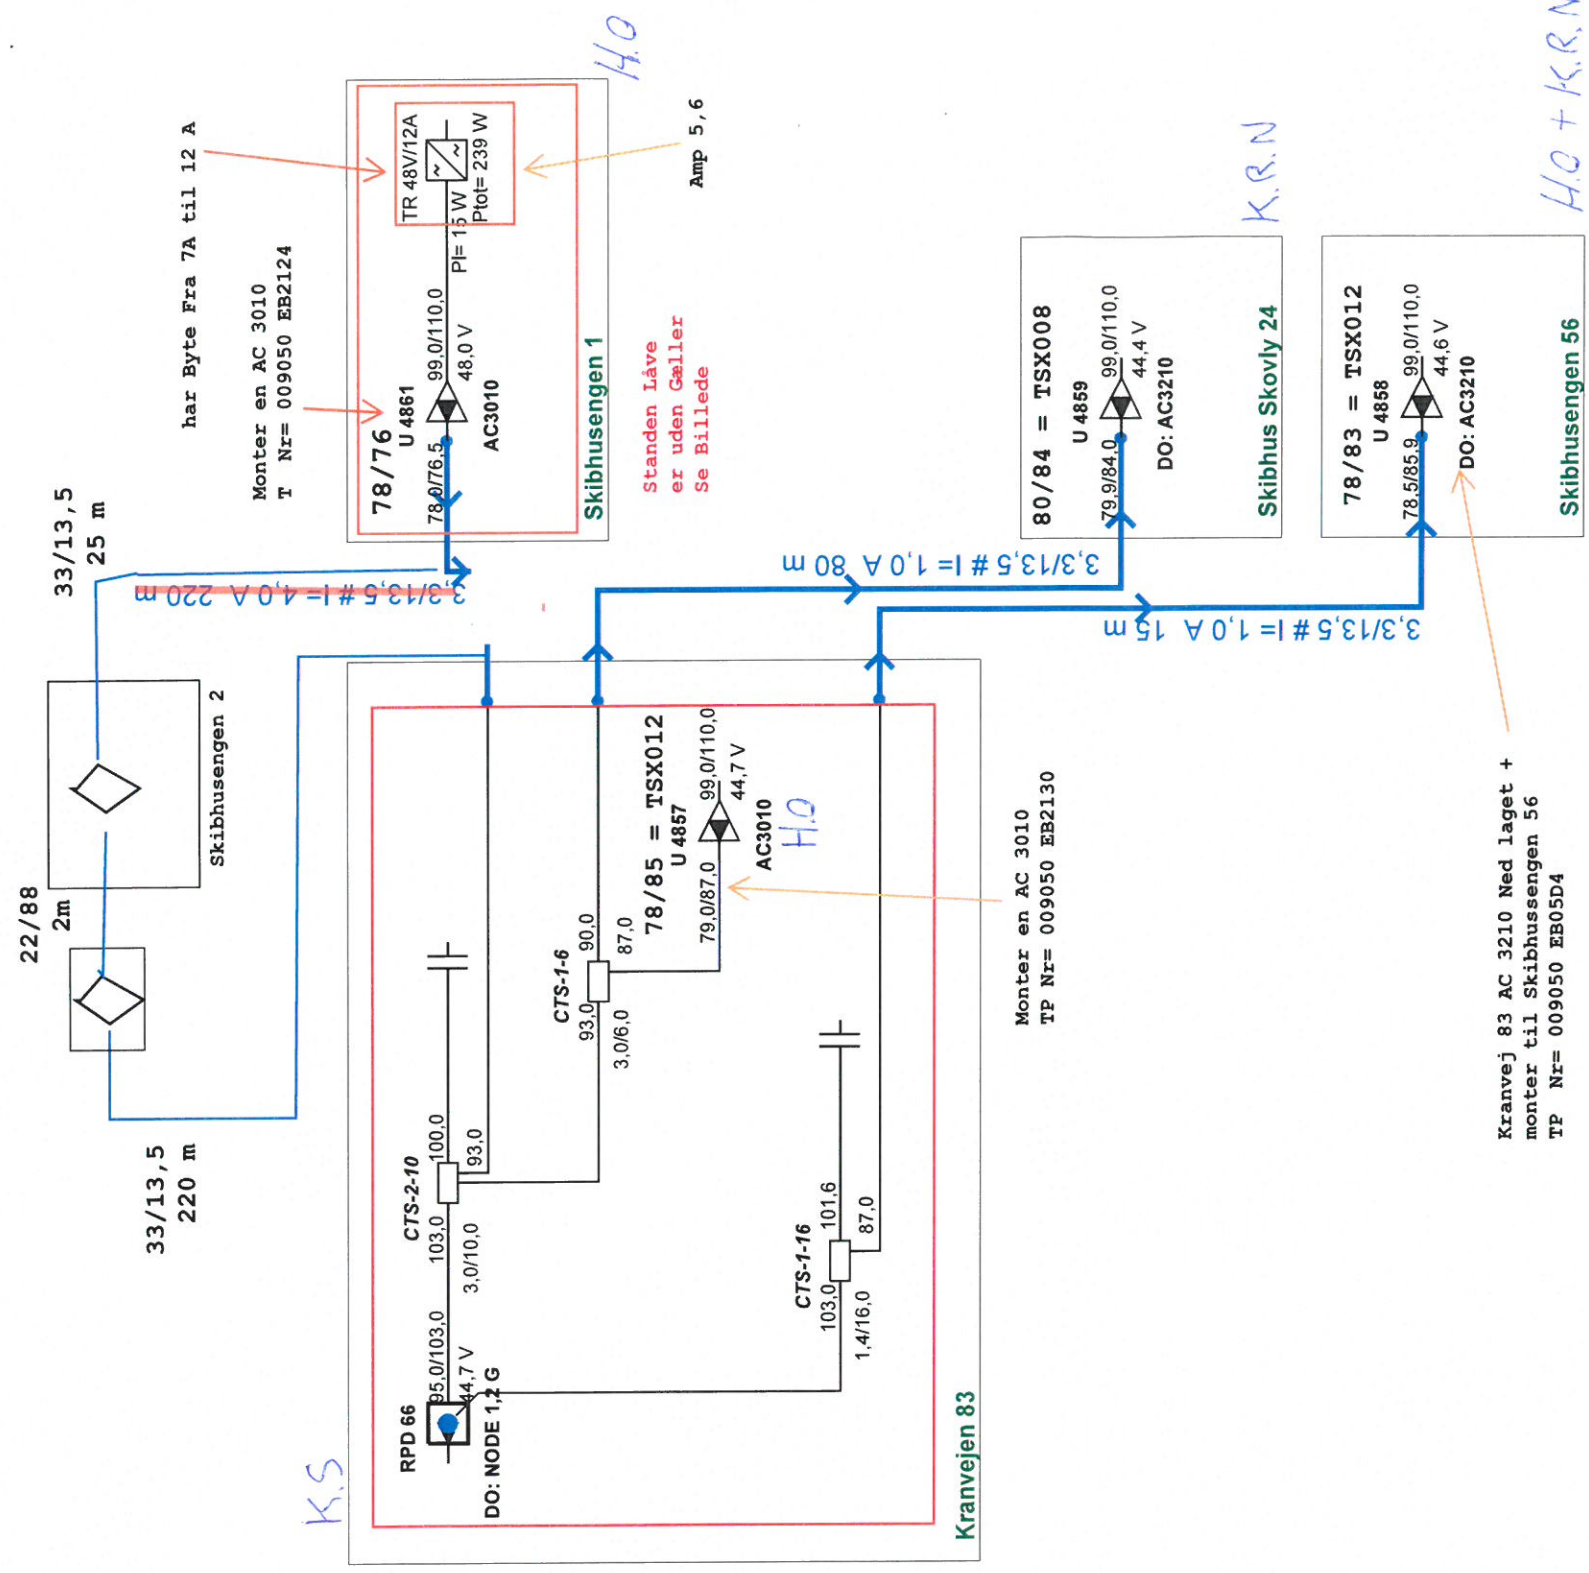 H.O
har Byte Fra 7A til 12 A
Monter en AC 3010
T Nr= 009050 EB2124
TR 48V/12A
Ptot= 239 W
PI= 15 W
78/76
U 4861
78,0/76,5
99,0/110,0
48,0 V
AC3010
Skibhusengen 1
Amp 5,6
Standen Låve
er uden Gæller
Se Billede
33/13,5
25 m
3,3/13,5 # I= 4,0 A 220 m
Skibhusengen 2
22/88
2m
33/13,5
220 m
K.R.N
80/84 = TSX008
U 4859
79,9/84,0
99,0/110,0
44,4 V
DO: AC3210
Skibhus Skovly 24
3,3/13,5 # I= 1,0 A 80 m
H.O + K.R.N
78/83 = TSX012
U 4858
78,5/85,9
99,0/110,0
44,6 V
DO: AC3210
Skibhusengen 56
3,3/13,5 # I= 1,0 A 15 m
K.S
RPD 66
95,0/103,0
44,7 V
DO: NODE 1,2 G
CTS-2-10
103,0
100,0
3,0/10,0
93,0
CTS-1-6
93,0
90,0
3,0/6,0
87,0
78/85 = TSX012
U 4857
79,0/87,0
99,0/110,0
44,7 V
AC3010
H.O
CTS-1-16
103,0
101,6
1,4/16,0
87,0
Kranvejen 83
Monter en AC 3010
TP Nr= 009050 EB2130
Kranvej 83 AC 3210 Ned laget +
monter til Skibhussengen 56
TP Nr= 009050 EB05D4